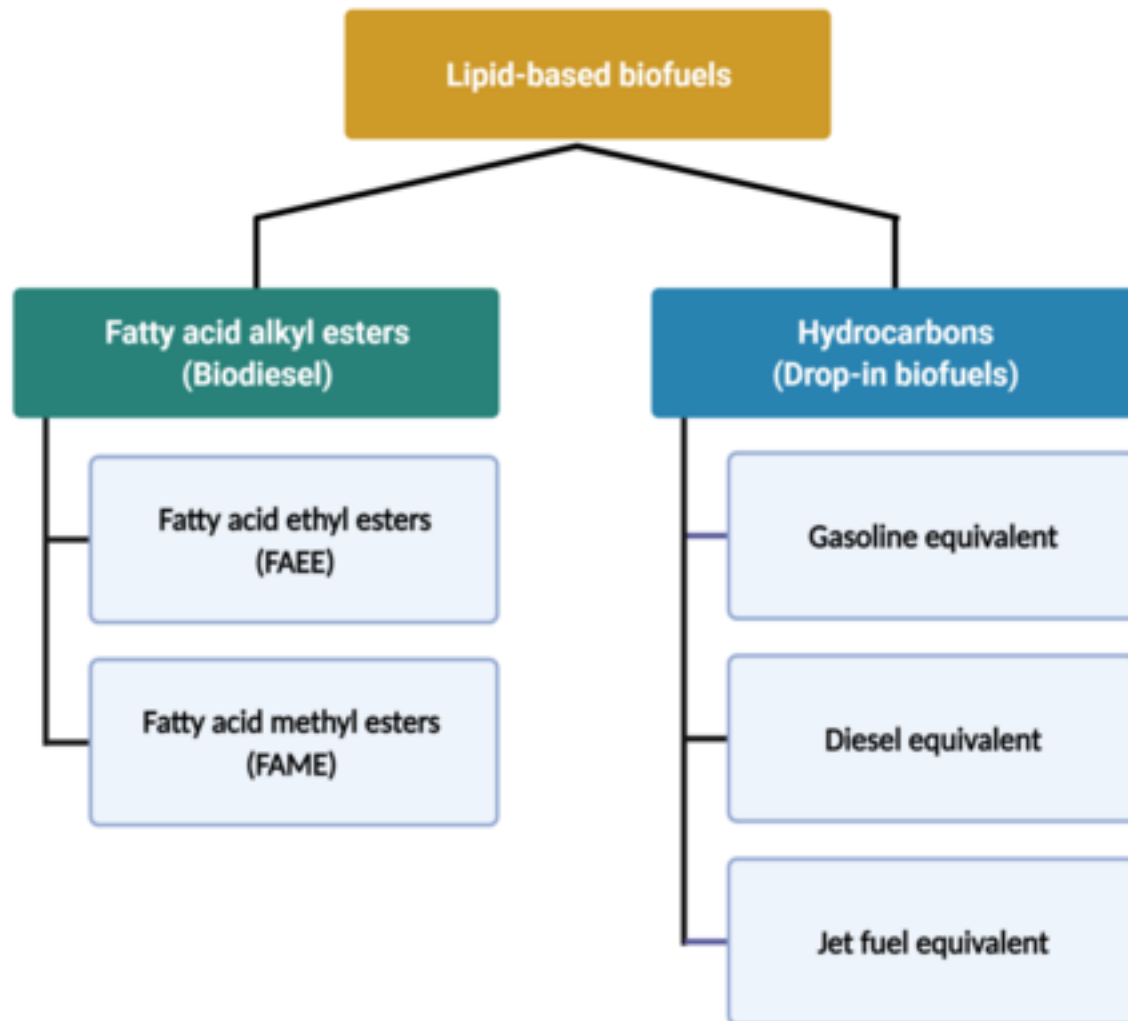 Lipid-based biofuels
Fatty acid alkyl esters
(Biodiesel)
Fatty acid ethyl esters
(FAEE)
Fatty acid methyl esters
(FAME)
Hydrocarbons
(Drop-in biofuels)
Gasoline equivalent
Diesel equivalent
Jet fuel equivalent